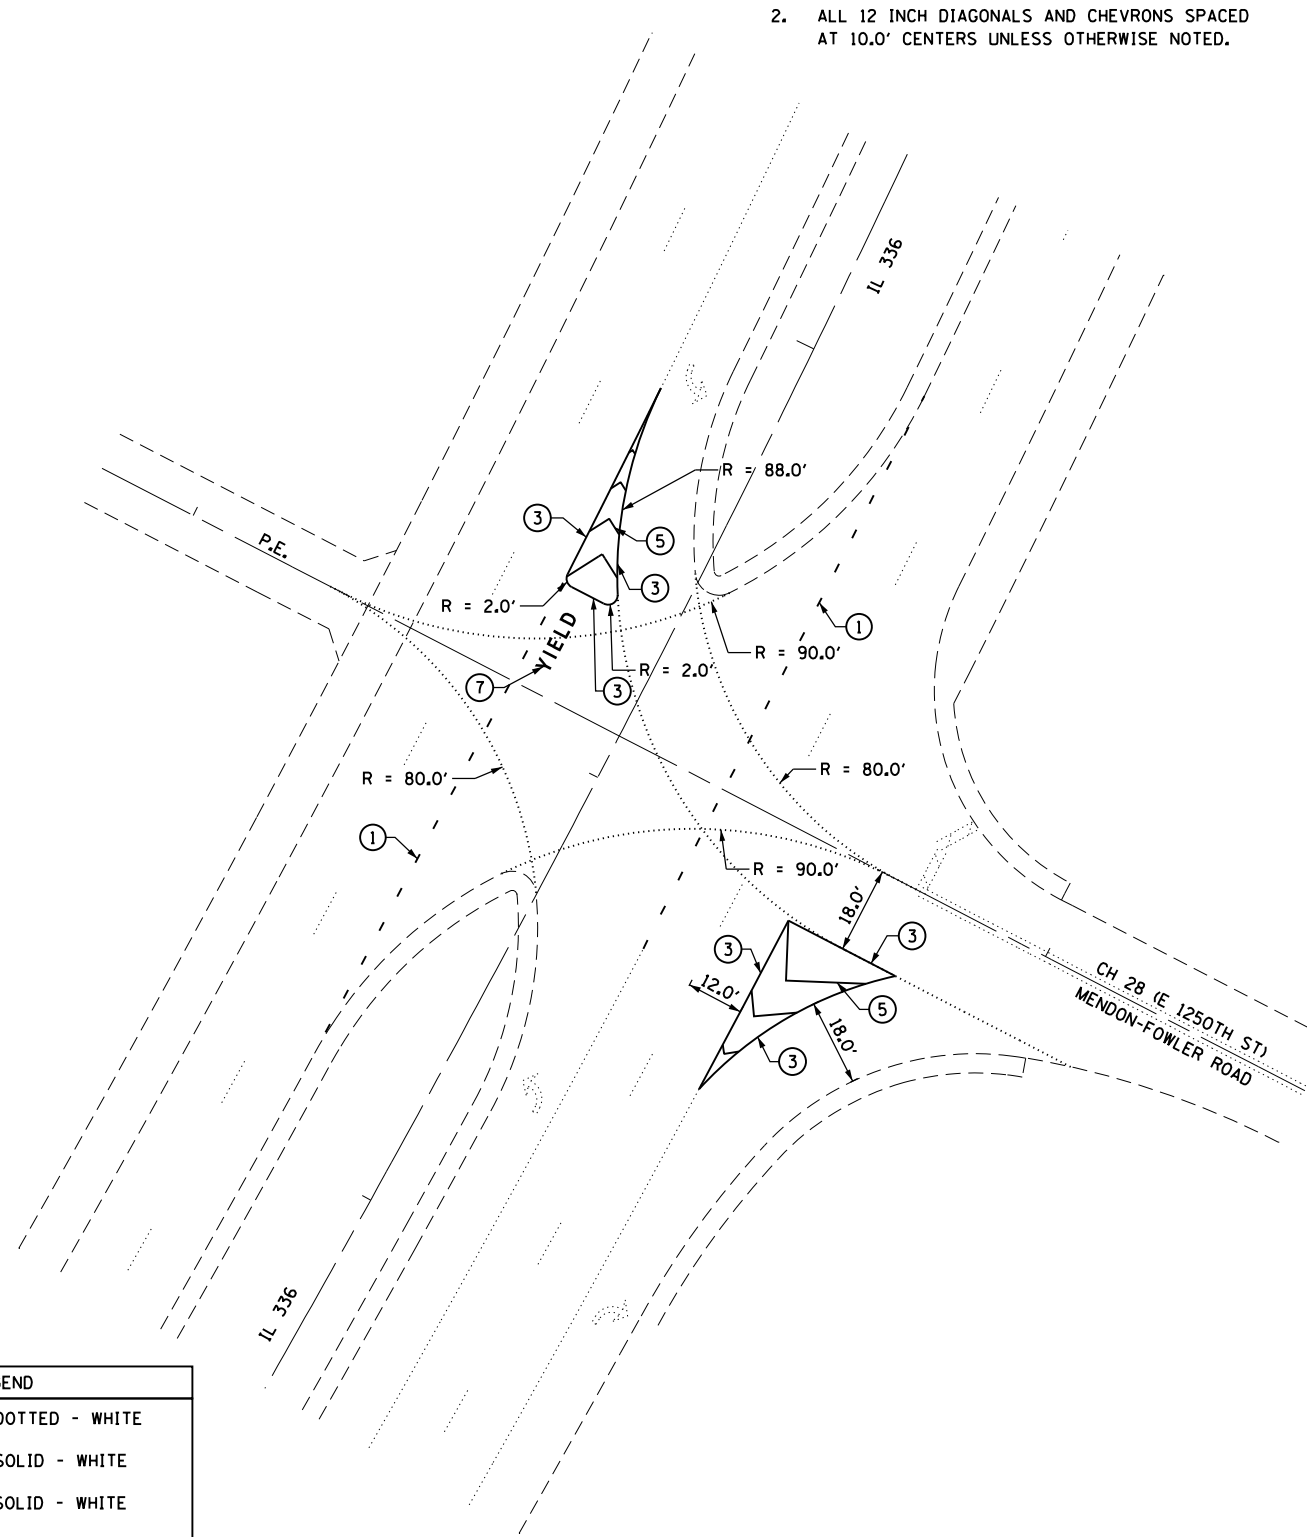 2. ALL 12 INCH DIAGONALS AND CHEVRONS SPACED
AT 10.0' CENTERS UNLESS OTHERWISE NOTED.
IL 336
R = 88.0'
3
5
P.E.
3
R = 2.0'
YIELD
1
R = 90.0'
R = 2.0'
7
3
R = 80.0'
R = 80.0'
1
R = 90.0'
18.0'
3
3
12.0'
CH 28 (E 1250TH ST)
MENDON-FOWLER ROAD
5
18.0'
3
IL 336
DOTTED - WHITE
SOLID - WHITE
SOLID - WHITE